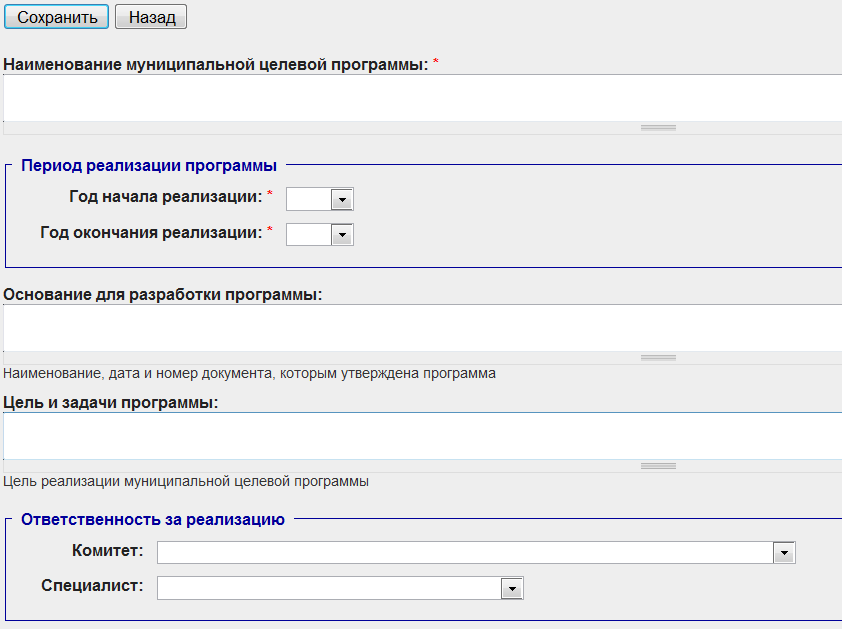 Сохранить Назад
Наименование муниципальной целевой программы: *
Период реализации программы
Год начала реализации: *
Год окончания реализации: *
Основание для разработки программы:
Наименование, дата и номер документа, которым утверждена программа
Цель и задачи программы:
Цель реализации муниципальной целевой программы
Ответственность за реализацию
Комитет:
Специалист: